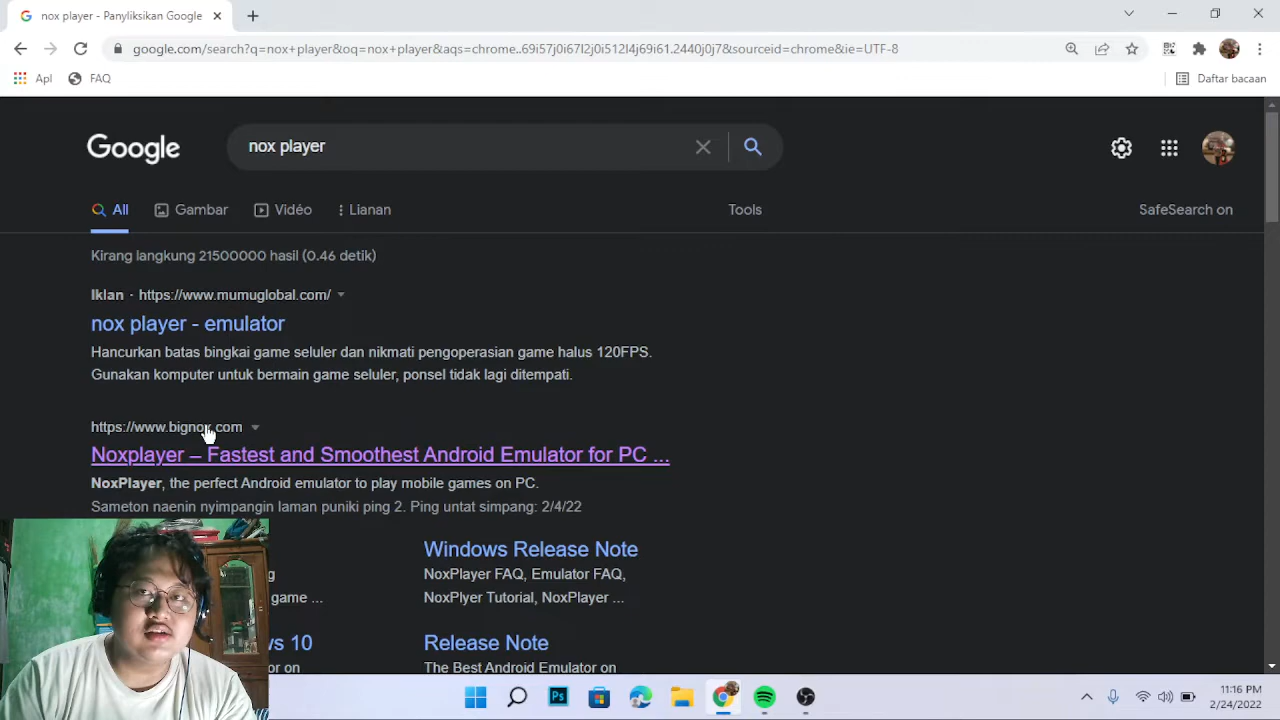 nox player - Panyliksikan Google
google.com/search?q=nox+player&oq=nox+player&aqs=chrome..69i57j0i67l2j0i512l4j69i61.2440j0j7&sourceid=chrome&ie=UTF-8
Apl
FAQ
Daftar bacaan
Google
nox player
All
Gambar
Vidéo
Lianan
Tools
SafeSearch on
Kirang langkung 21500000 hasil (0.46 detik)
Iklan · https://www.mumuglobal.com/
nox player - emulator
Hancurkan batas bingkai game seluler dan nikmati pengoperasian game halus 120FPS.
Gunakan komputer untuk bermain game seluler, ponsel tidak lagi ditempati.
https://www.bignox.com
Noxplayer – Fastest and Smoothest Android Emulator for PC ...
NoxPlayer, the perfect Android emulator to play mobile games on PC.
Sameton naenin nyimpangin laman puniki ping 2. Ping untat simpang: 2/4/22
game ...
Windows Release Note
NoxPlayer FAQ, Emulator FAQ,
NoxPlyer Tutorial, NoxPlayer ...
10
or on
Release Note
The Best Android Emulator on
Ps
11:16 PM
2/24/2022